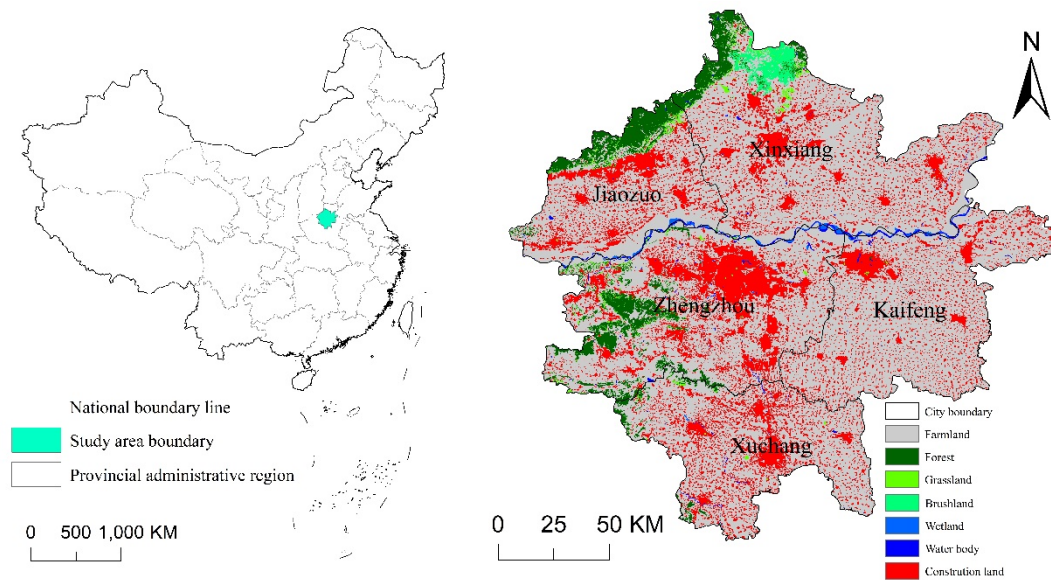 National boundary line
Study area boundary
Provincial administrative region
0 500 1,000 KM
N
Xinxiang
Jiaozuo
Zhengzhou
Kaifeng
Xuchang
City boundary
Farmland
Forest
Grassland
Brushland
Wetland
Water body
Constrution land
0 25 50 KM